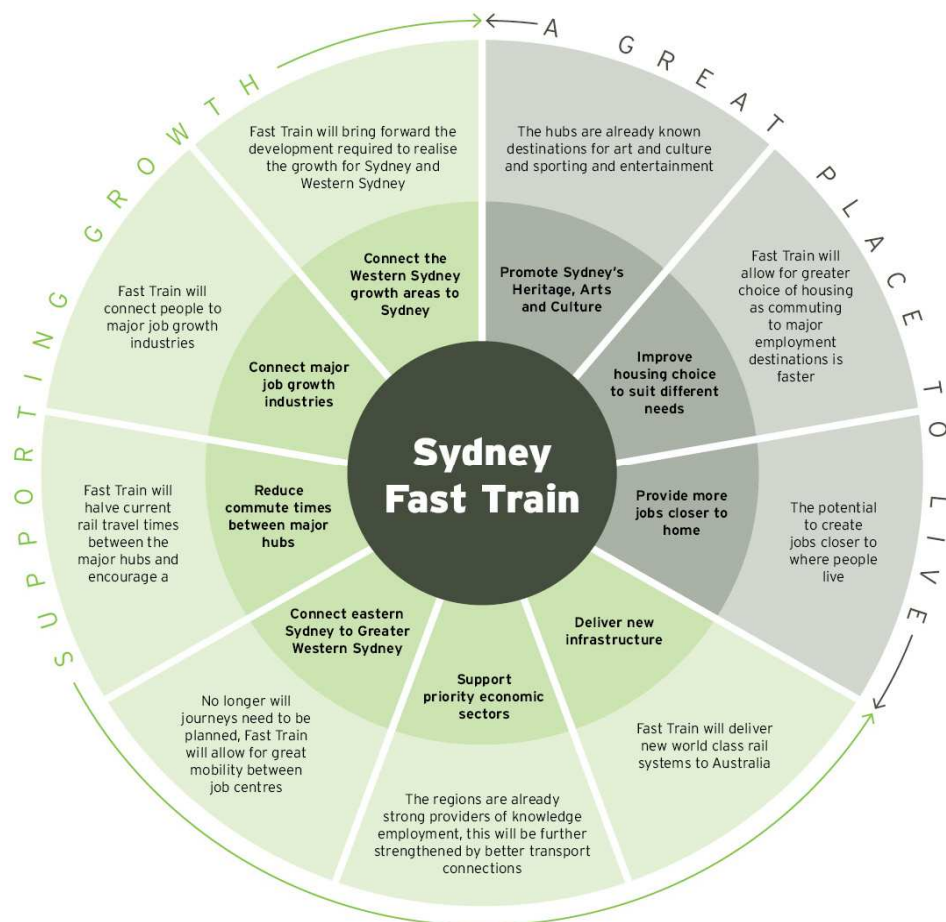 SUPPORTING GROWTH
A GREAT PLACE TO LIVE
Sydney
Fast Train
The hubs are already known
destinations for art and culture
and sporting and entertainment
Promote Sydney's
Heritage, Arts
and Culture
Fast Train will
allow for greater
choice of housing
as commuting
to major
employment
destinations is
faster
Improve
housing choice
to suit different
needs
The potential
to create
jobs closer to
where people
live
Provide more
jobs closer to
home
Fast Train will deliver
new world class rail
systems to Australia
Deliver new
infrastructure
The regions are already
strong providers of knowledge
employment, this will be further
strengthened by better transport
connections
Support
priority economic
sectors
No longer will
journeys need to be
planned, Fast Train
will allow for great
mobility between
job centres
Connect eastern
Sydney to Greater
Western Sydney
Fast Train will
halve current
rail travel times
between the
major hubs and
encourage a
Reduce
commute times
between major
hubs
Fast Train will
connect people to
major job growth
industries
Connect major
job growth
industries
Fast Train will bring forward the
development required to realise
the growth for Sydney and
Western Sydney
Connect the
Western Sydney
growth areas to
Sydney